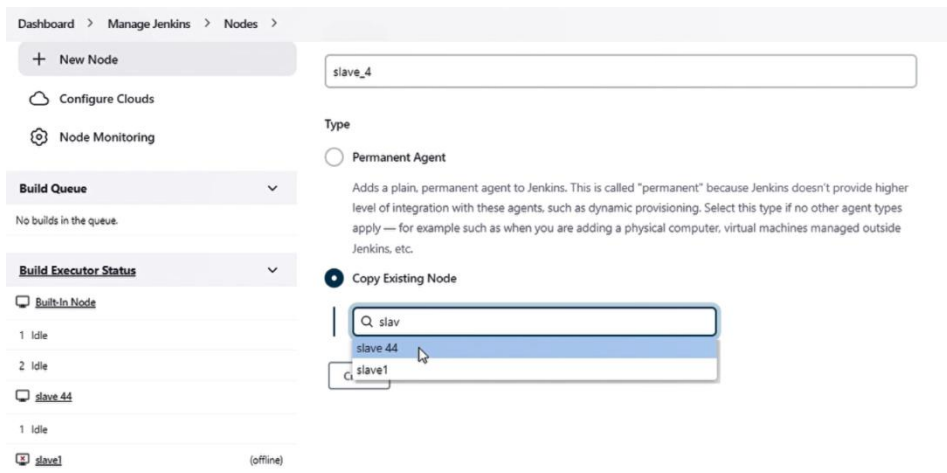 Dashboard > Manage Jenkins > Nodes >
+ New Node
Configure Clouds
Node Monitoring
Build Queue
No builds in the queue.
Build Executor Status
Built-In Node
1 Idle
2 Idle
slave 44
1 Idle
slave1 (offline)
slave_4
Type
Permanent Agent
Adds a plain, permanent agent to Jenkins. This is called "permanent" because Jenkins doesn't provide higher
level of integration with these agents, such as dynamic provisioning. Select this type if no other agent types
apply — for example such as when you are adding a physical computer, virtual machines managed outside
Jenkins, etc.
Copy Existing Node
slav
slave 44
slave1